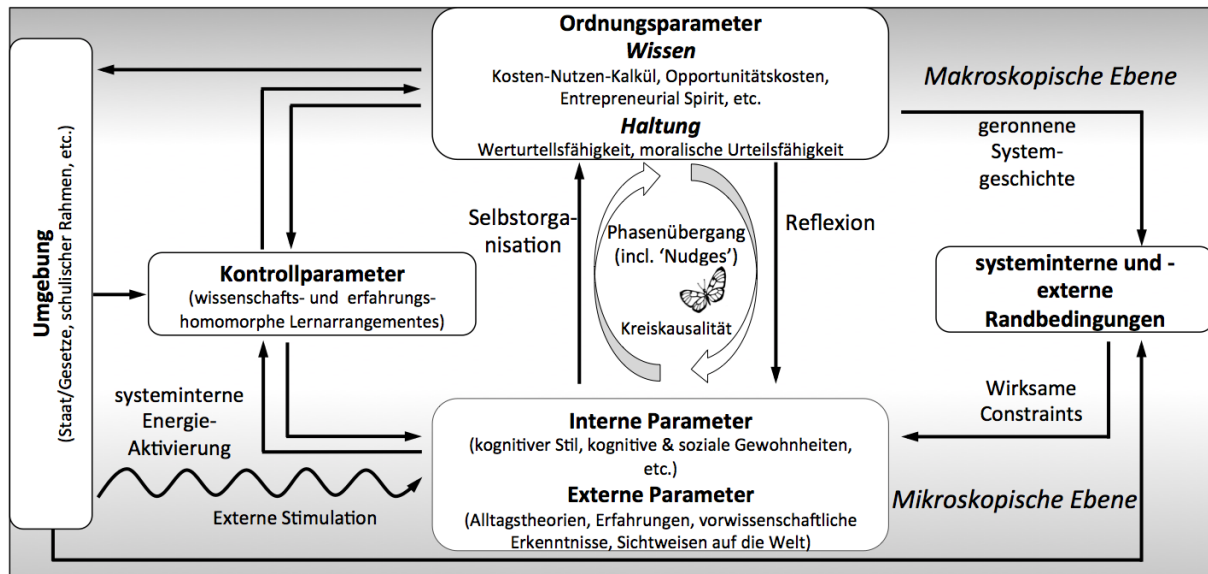 Ordnungsparameter
Wissen
Kosten-Nutzen-Kalkül, Opportunitätskosten,
Entrepreneurial Spirit, etc.
Haltung
Werturtellsfähigkeit, moralische Urteilsfähigkeit
Makroskopische Ebene
geronnene
System-
geschichte
Umgebung
(Staat/Gesetze, schulischer Rahmen, etc.)
Selbstorga-
nisation
Phasenübergang
(incl. ‘Nudges’)
Kreiskausalität
Reflexion
Kontrollparameter
(wissenschafts- und erfahrungs-
homomorphe Lernarrangementes)
systeminterne und -
externe
Randbedingungen
systeminterne
Energie-
Aktivierung
Externe Stimulation
Interne Parameter
(kognitiver Stil, kognitive & soziale Gewohnheiten,
etc.)
Externe Parameter
(Alltagstheorien, Erfahrungen, vorwissenschaftliche
Erkenntnisse, Sichtweisen auf die Welt)
Wirksame
Constraints
Mikroskopische Ebene